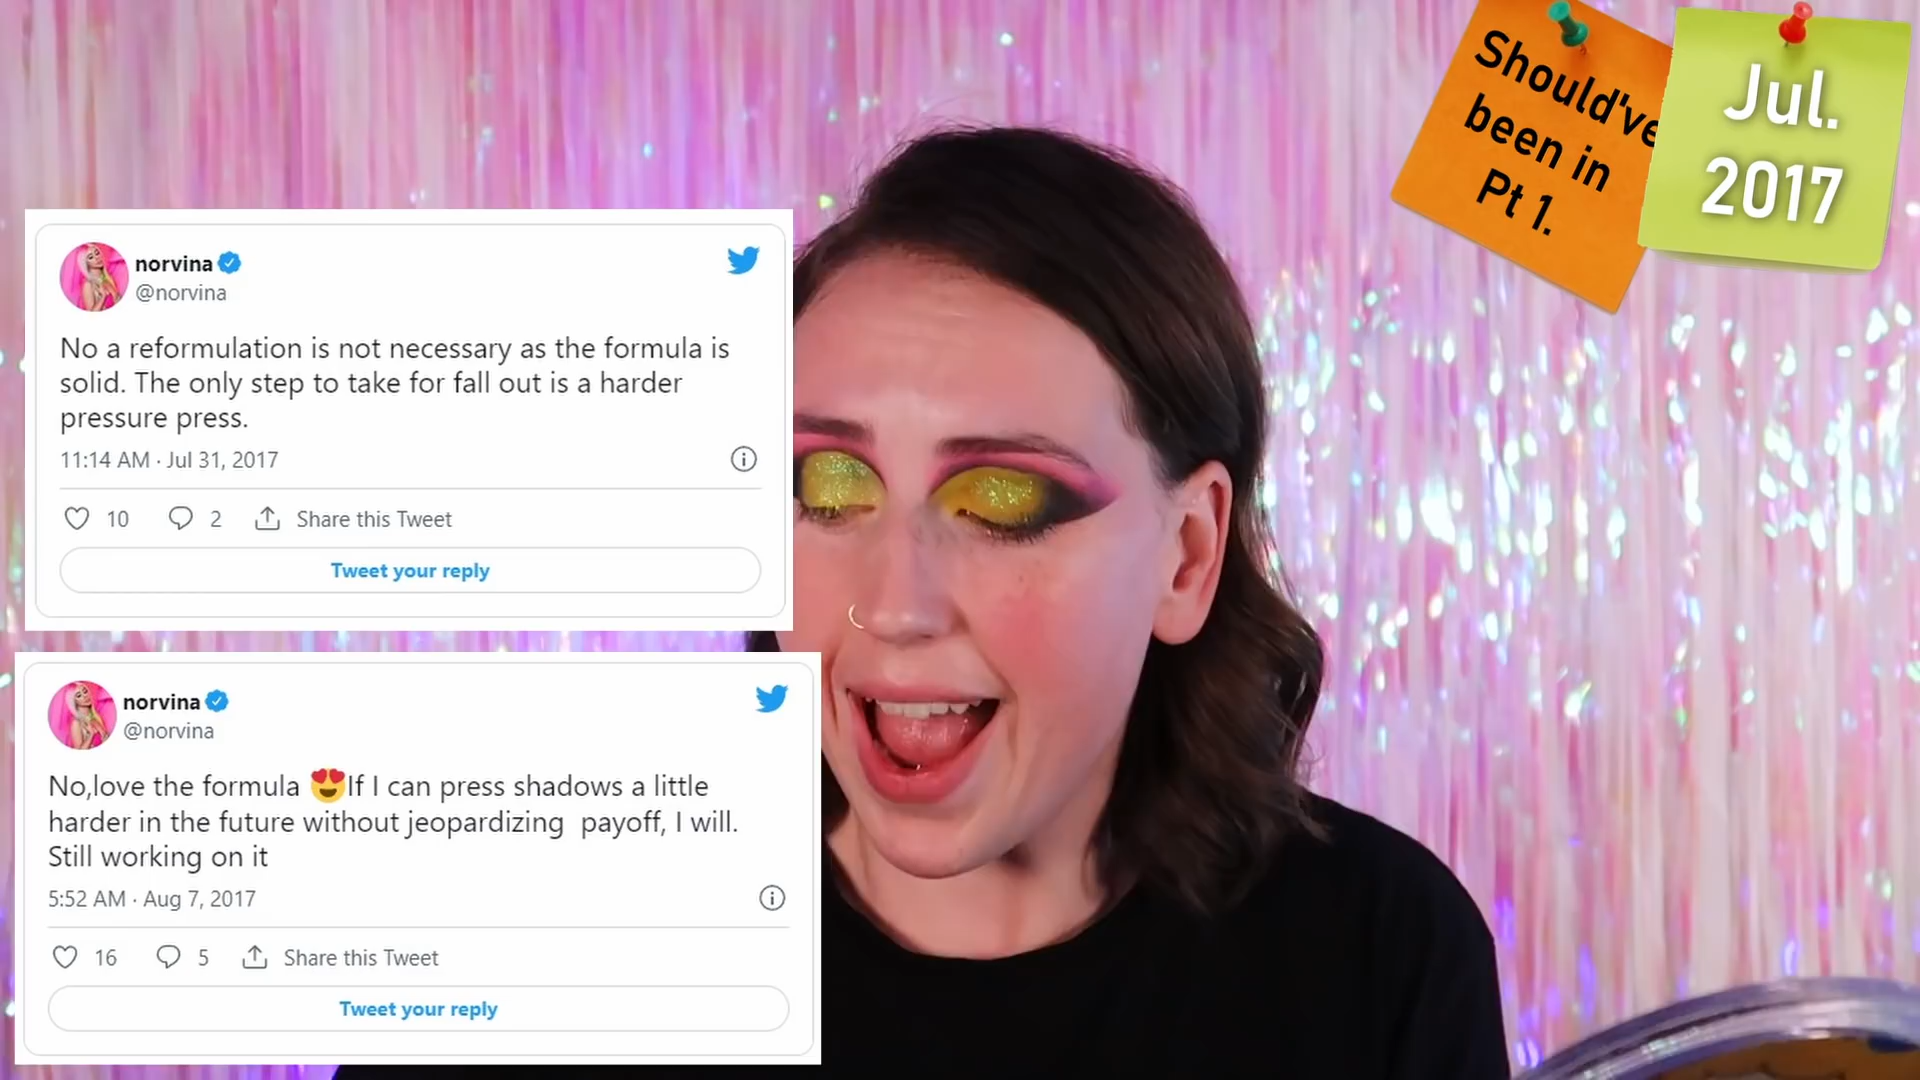 Should've
been in
Pt 1.
Jul.
2017
norvina
@norvina
No a reformulation is not necessary as the formula is
solid. The only step to take for fall out is a harder
pressure press.
11:14 AM · Jul 31, 2017
10 2 Share this Tweet
Tweet your reply
norvina
@norvina
No,love the formula 😍If I can press shadows a little
harder in the future without jeopardizing  payoff, I will.
Still working on it
5:52 AM · Aug 7, 2017
16 5 Share this Tweet
Tweet your reply